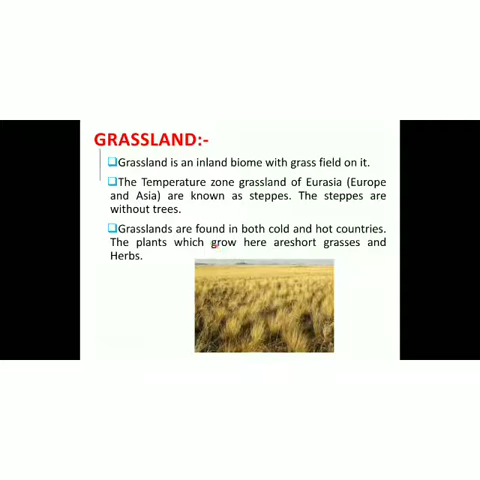 GRASSLAND:-
❑Grassland is an inland biome with grass field on it.
❑The Temperature zone grassland of Eurasia (Europe
and Asia) are known as steppes. The steppes are
without trees.
❑Grasslands are found in both cold and hot countries.
The plants which grow here areshort grasses and
Herbs.